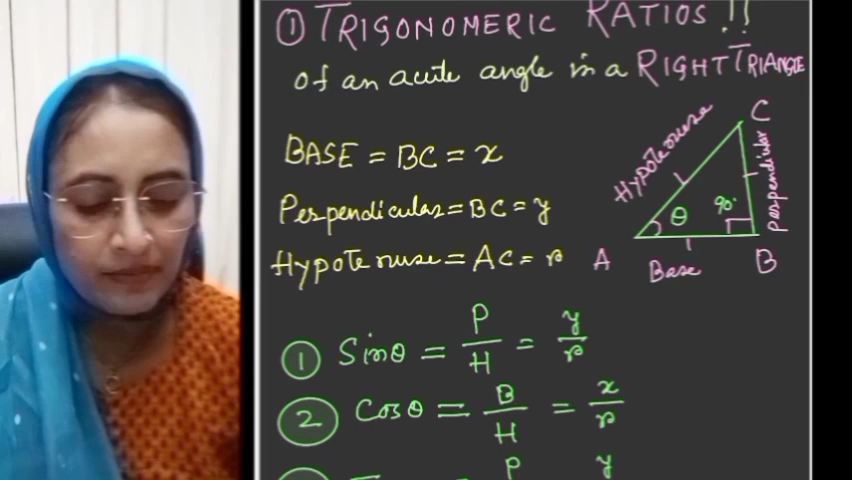 ① TRIGONOMERIC RATIOS !!
of an acute angle in a RIGHT TRIANGLE
BASE = BC = x
Perpendicular = BC = y
Hypotenuse = AC = r
C
Hypotenuse
Perpendicular
θ 90°
A Base B
① Sinθ = P/H = y/r
② Cosθ = B/H = x/r
P y